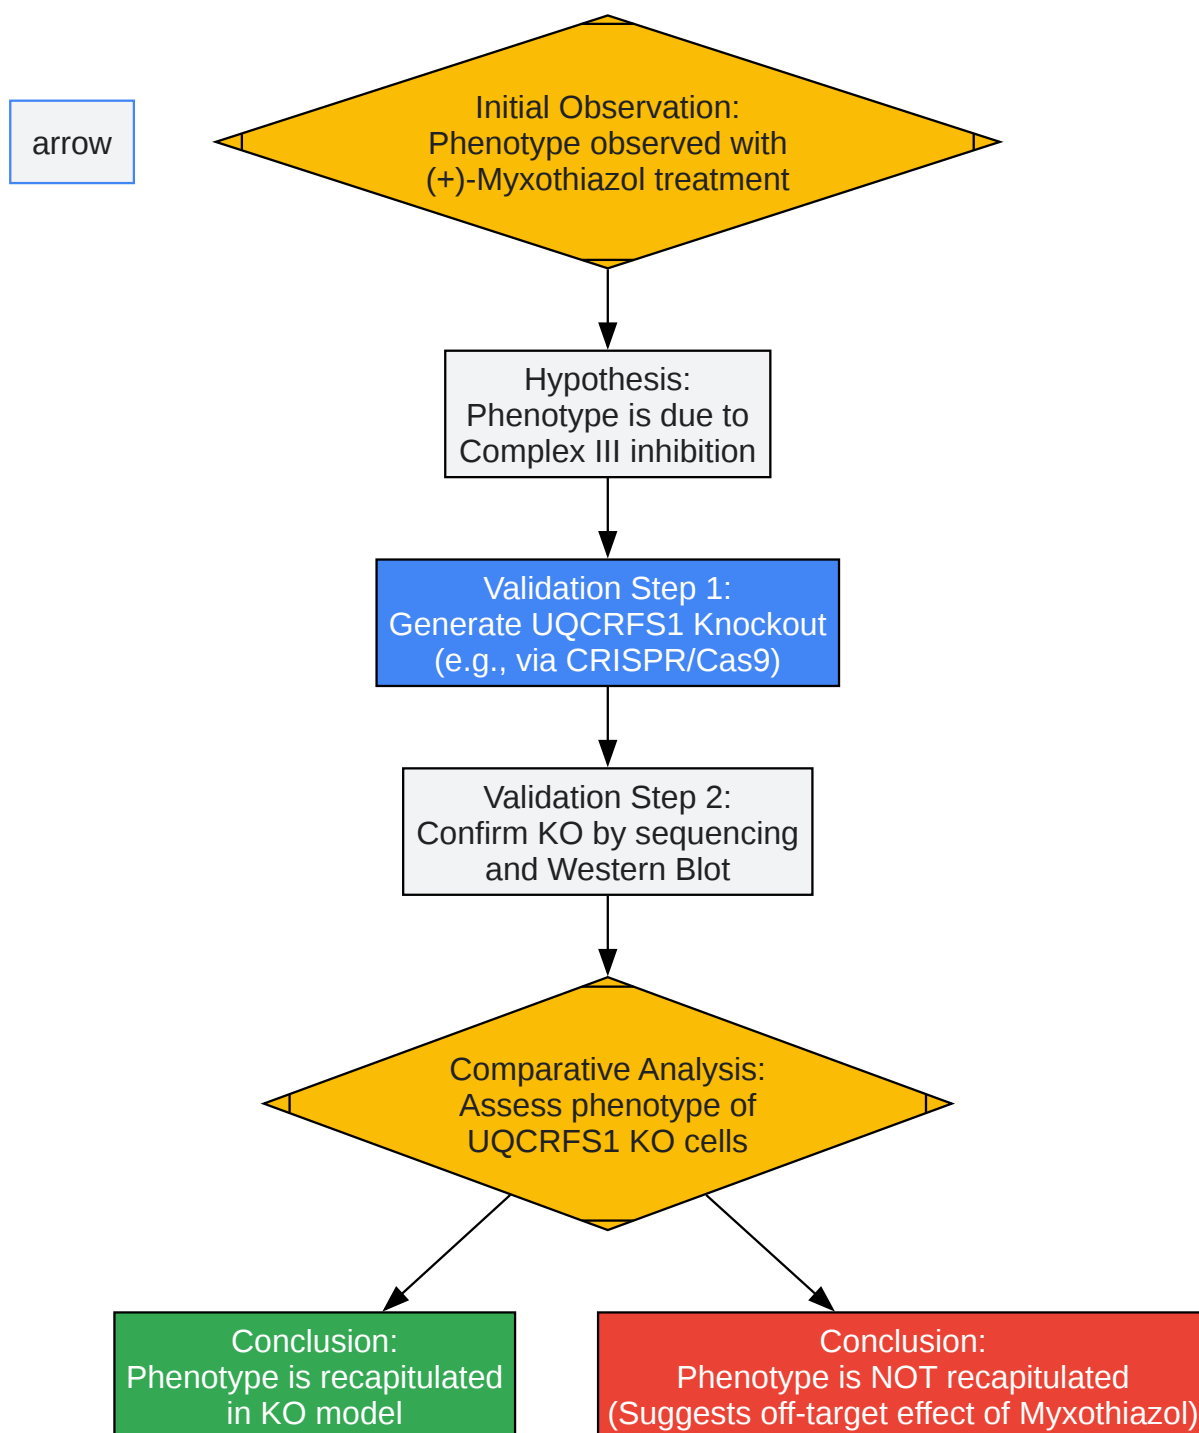 arrow
Initial Observation:
Phenotype observed with
(+)-Myxothiazol treatment
Hypothesis:
Phenotype is due to
Complex III inhibition
Validation Step 1:
Generate UQCRFS1 Knockout
(e.g., via CRISPR/Cas9)
Validation Step 2:
Confirm KO by sequencing
and Western Blot
Comparative Analysis:
Assess phenotype of
UQCRFS1 KO cells
Conclusion:
Phenotype is recapitulated
in KO model
Conclusion:
Phenotype is NOT recapitulated
(Suggests off-target effect of Myxothiazol)